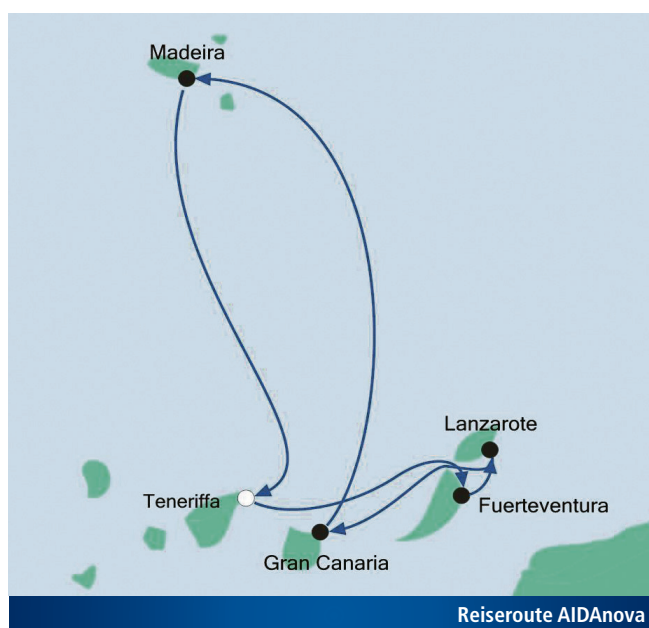 Madeira
Lanzarote
Teneriffa
Fuerteventura
Gran Canaria
Reiseroute AIDAnova